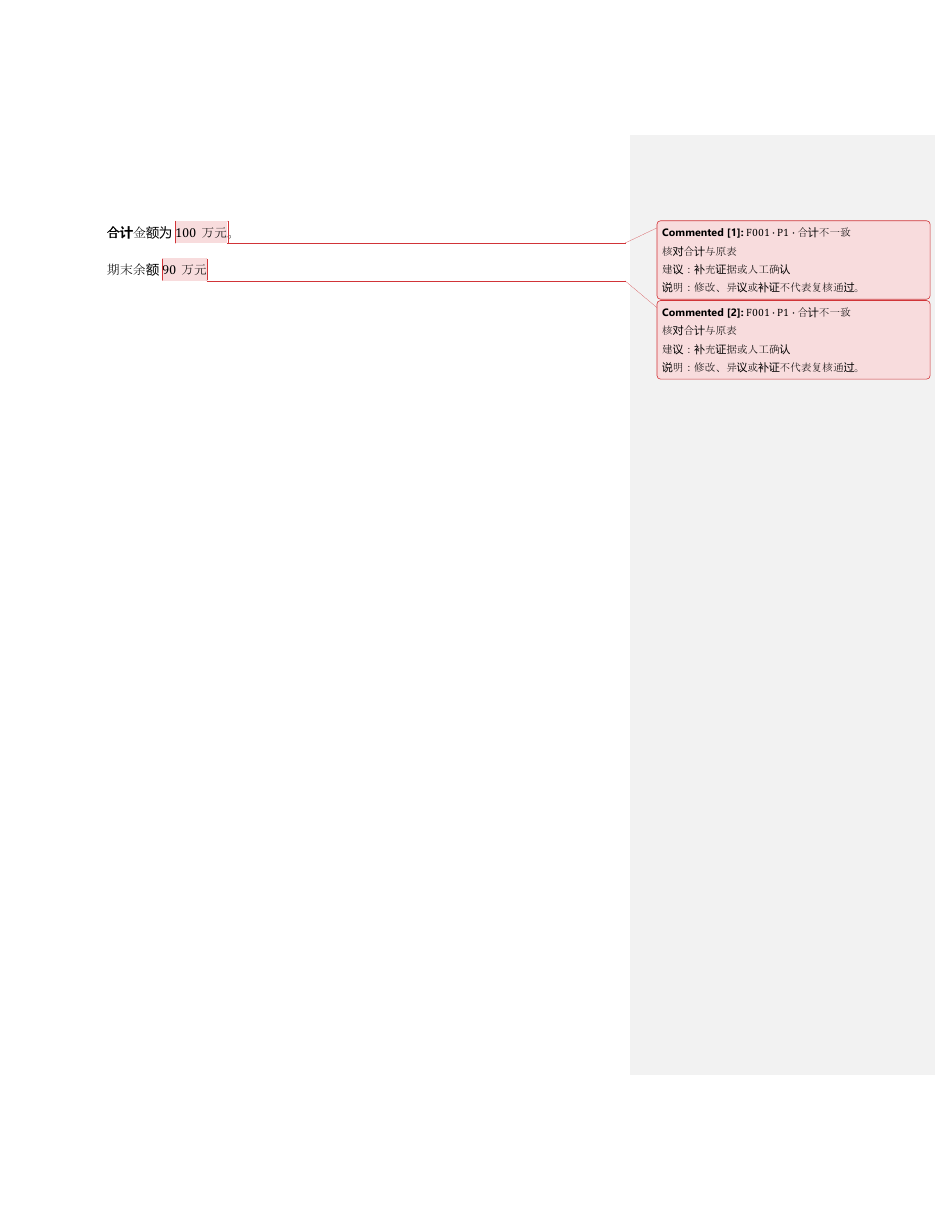 合计金额为 100 万元。
期末余额 90 万元
Commented [1]: F001 · P1 · 合计不一致
核对合计与原表
建议：补充证据或人工确认
说明：修改、异议或补证不代表复核通过。
Commented [2]: F001 · P1 · 合计不一致
核对合计与原表
建议：补充证据或人工确认
说明：修改、异议或补证不代表复核通过。